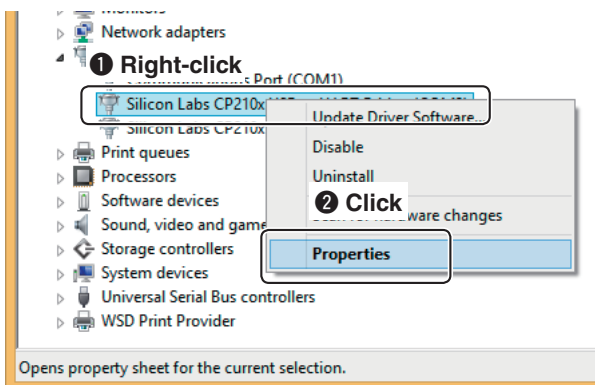 Network adapters
❶ Right-click
Port (COM1)
Silicon Labs CP210x
Update Driver Software...
Silicon Labs CP210x
Disable
Print queues
Uninstall
Processors
❷ Click
Software devices
hardware changes
Sound, video and game
Storage controllers
Properties
System devices
Universal Serial Bus controllers
WSD Print Provider
Opens property sheet for the current selection.